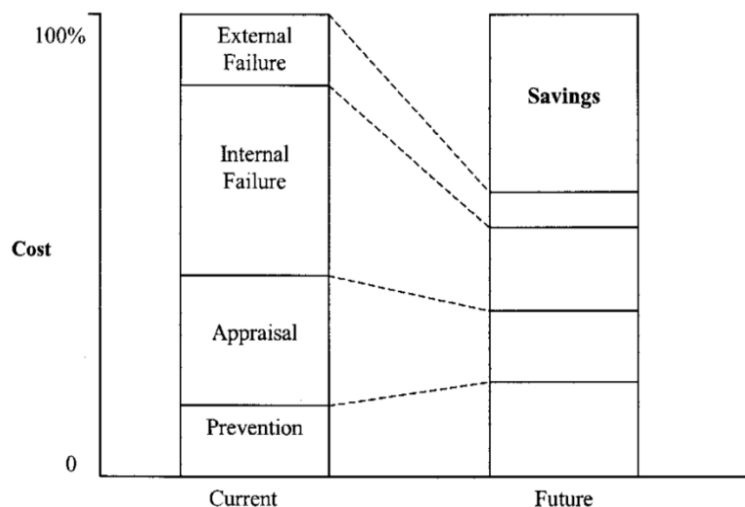 100%
External
Failure
Savings
Internal
Failure
Cost
Appraisal
Prevention
0
Current
Future